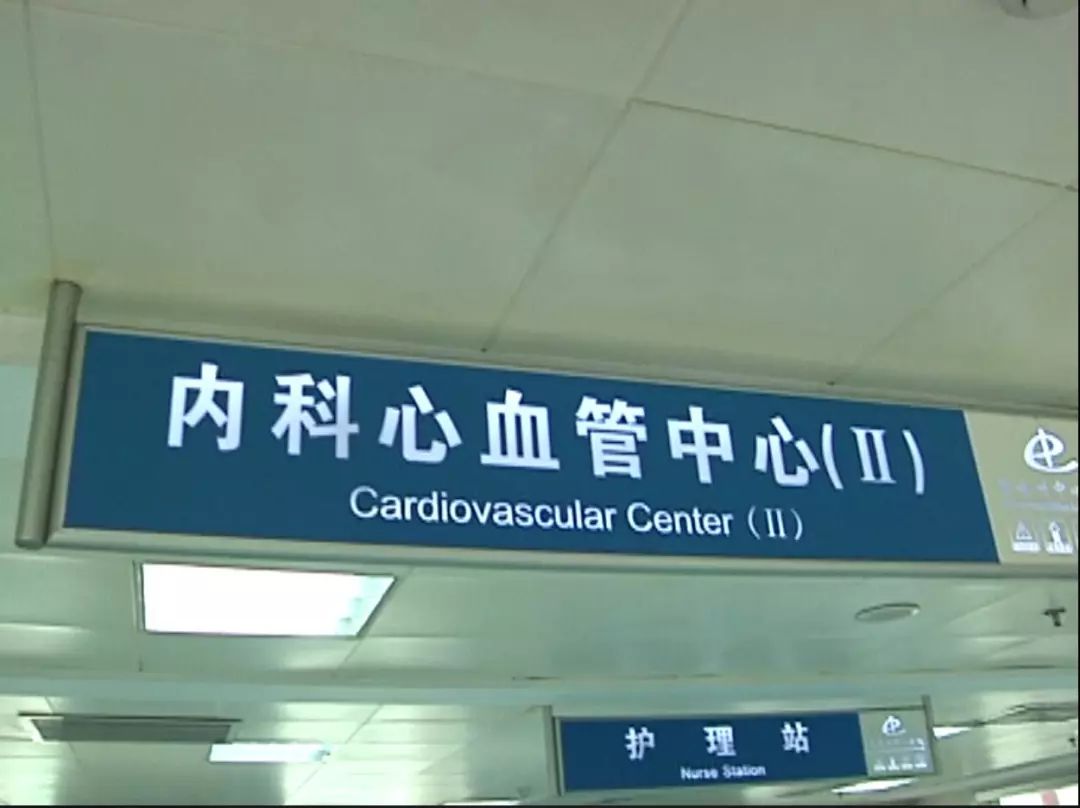 内科心血管中心(Ⅱ)
Cardiovascular Center (Ⅱ)
护理站
Nurse Station